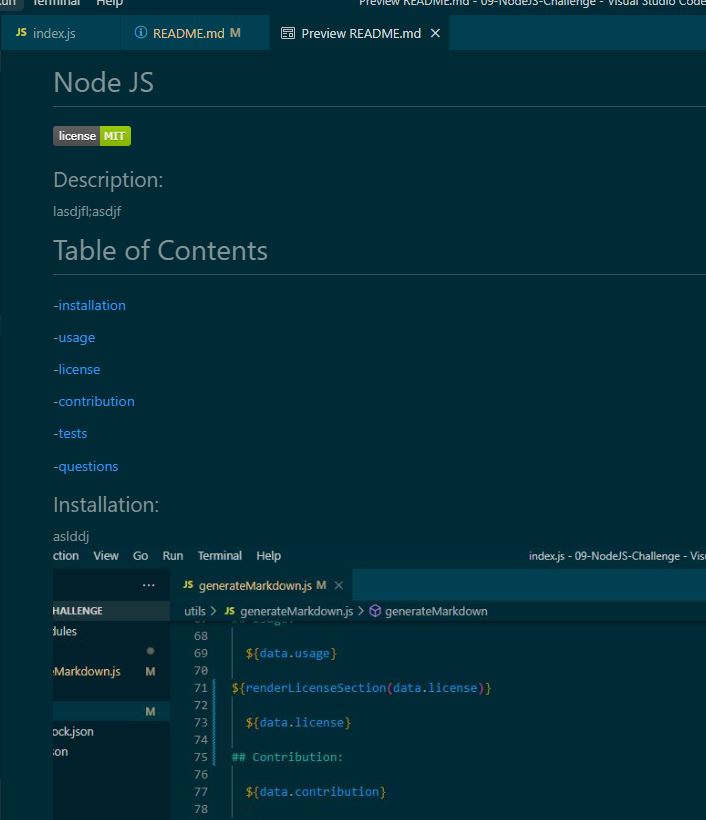 Terminal Help Preview README.md - 09-NodeJS-Challenge - Visual Studio Code
JS index.js README.md M Preview README.md
Node JS
license MIT
Description:
lasdjfl;asdjf
Table of Contents
-installation
-usage
-license
-contribution
-tests
-questions
Installation:
aslddj
ction View Go Run Terminal Help index.js - 09-NodeJS-Challenge - Vis
... JS generateMarkdown.js M
HALLENGE utils > JS generateMarkdown.js > generateMarkdown
dules
eMarkdown.js M
M
ock.json
son
68
69 ${data.usage}
70
71 ${renderLicenseSection(data.license)}
72
73 ${data.license}
74
75 ## Contribution:
76
77 ${data.contribution}
78